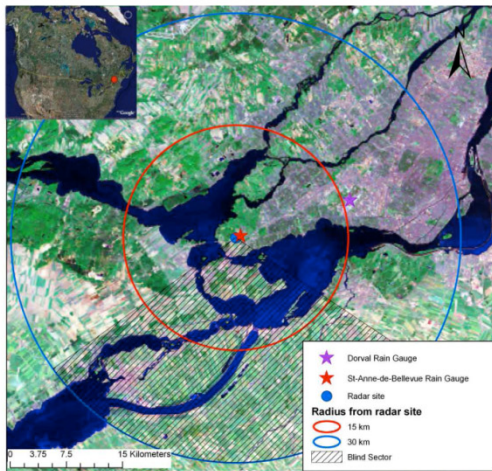 Google
N
Dorval Rain Gauge
St-Anne-de-Bellevue Rain Gauge
Radar site
Radius from radar site
15 km
30 km
Blind Sector
0 3.75 7.5 15 Kilometers